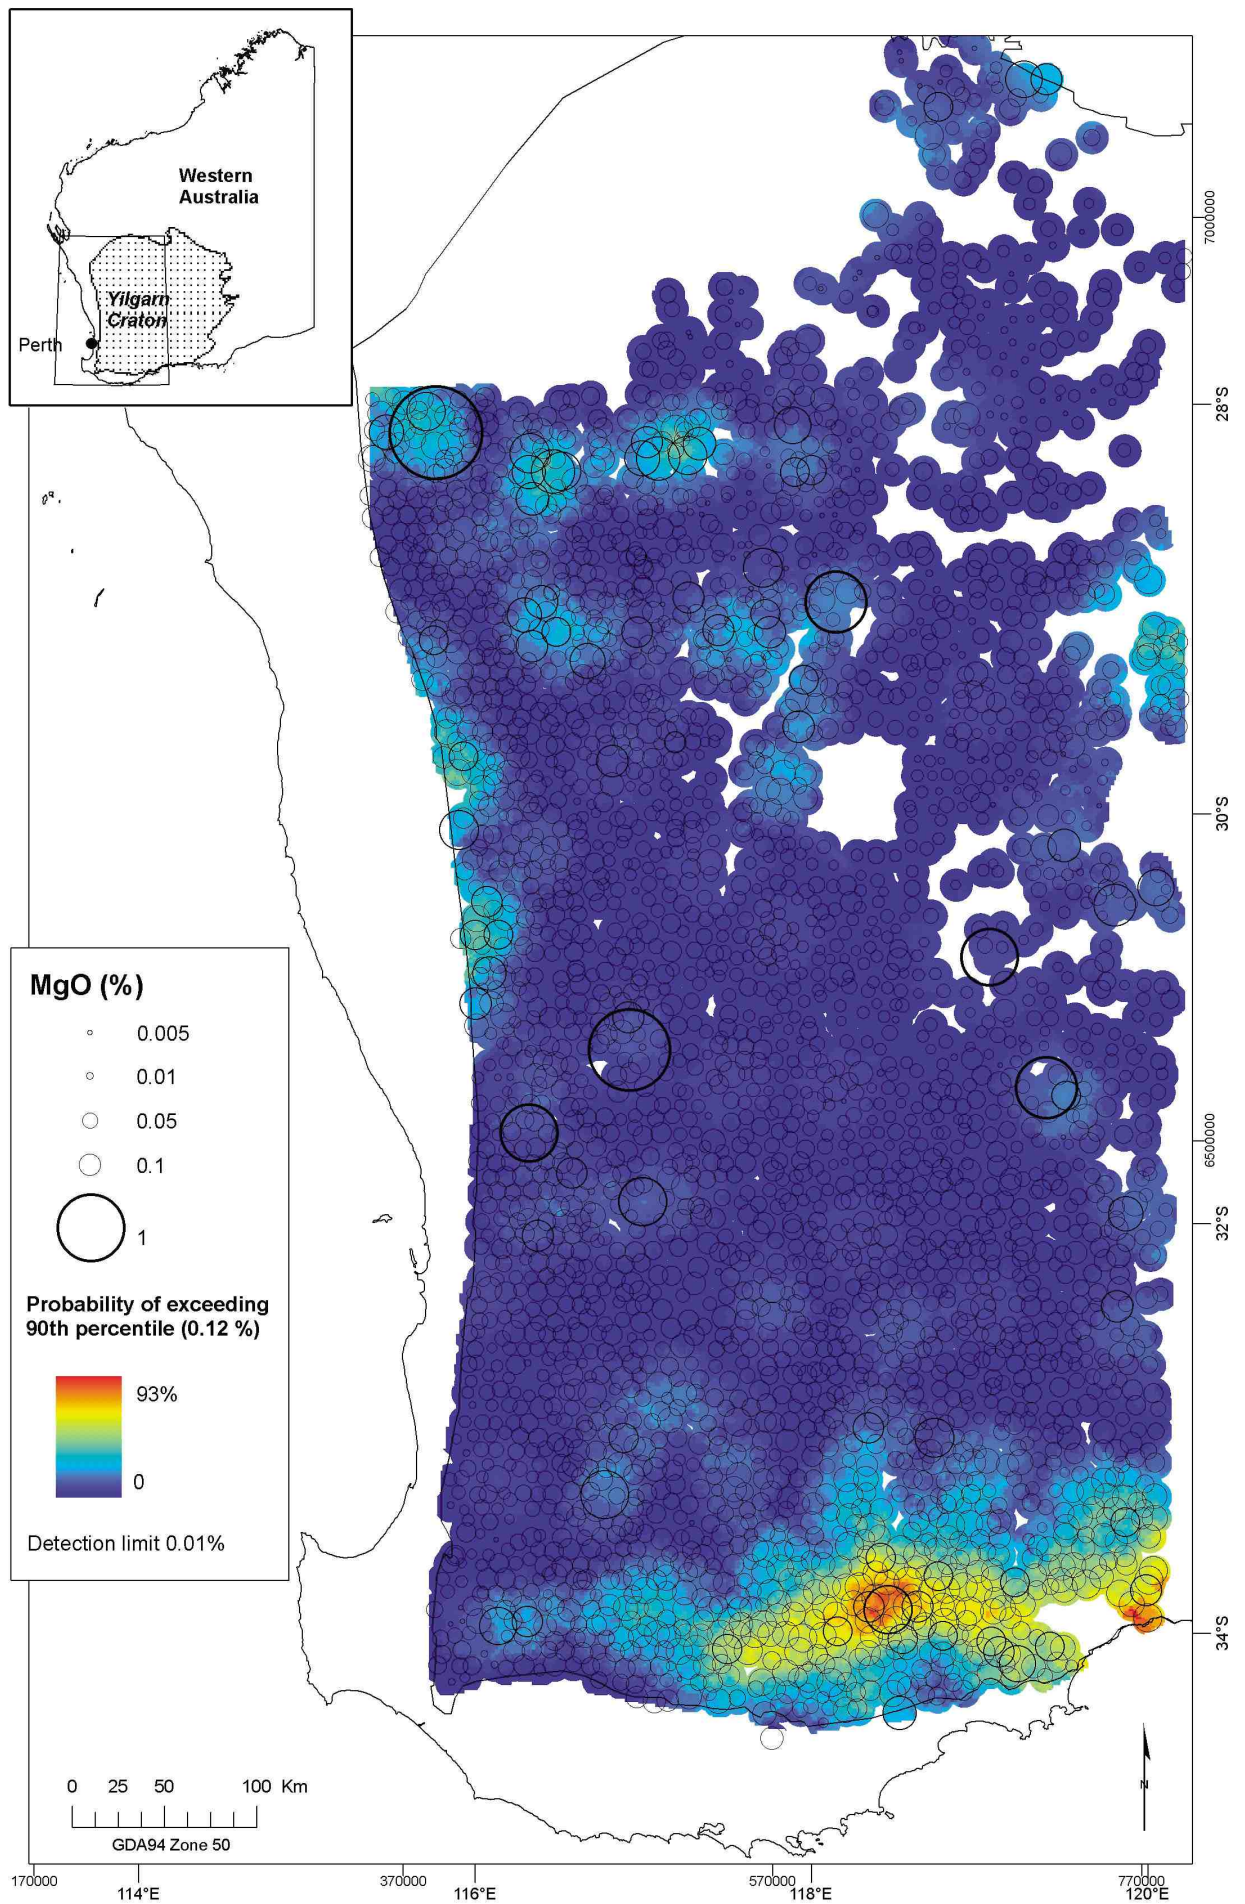 Western
Australia
Yilgarn
Craton
Perth
7000000
28°S
30°S
6500000
32°S
34°S
MgO (%)
0.005
0.01
0.05
0.1
1
Probability of exceeding
90th percentile (0.12 %)
93%
0
Detection limit 0.01%
0 25 50 100 Km
GDA94 Zone 50
N
170000 370000 570000 770000
114°E 116°E 118°E 120°E